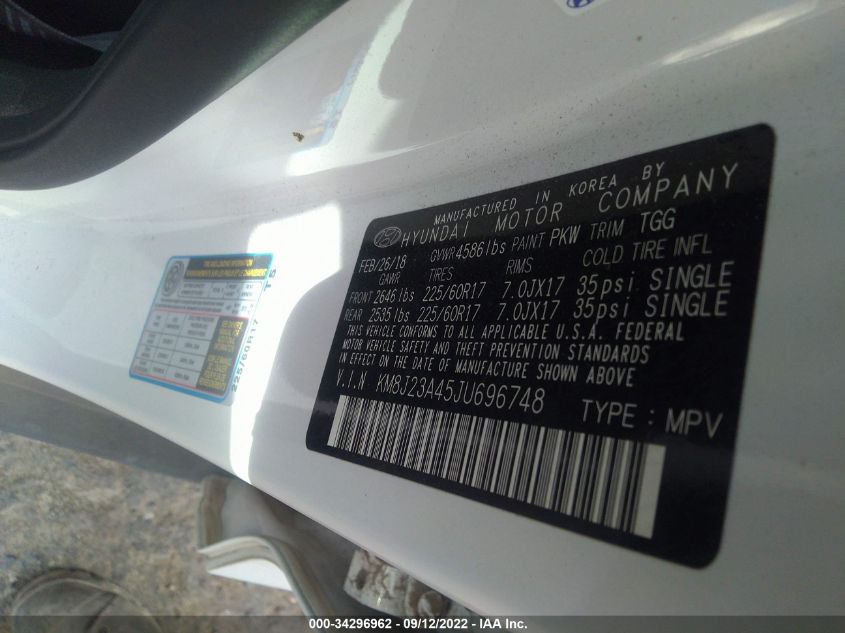 MANUFACTURED IN KOREA BY
HYUNDAI MOTOR COMPANY
FEB/26/18 GVWR 4586 lbs PAINT PKW TRIM TGG
GAWR TIRES RIMS COLD TIRE INFL
FRONT 2646 lbs 225/60R17 7.0JX17 35psi SINGLE
REAR 2535 lbs 225/60R17 7.0JX17 35psi SINGLE
THIS VEHICLE CONFORMS TO ALL APPLICABLE U.S.A. FEDERAL
MOTOR VEHICLE SAFETY AND THEFT PREVENTION STANDARDS
IN EFFECT ON THE DATE OF MANUFACTURE SHOWN ABOVE
V.I.N KM8J23A45JU696748
TYPE : MPV
225/60R17 T5
000-34296962 - 09/12/2022 - IAA Inc.